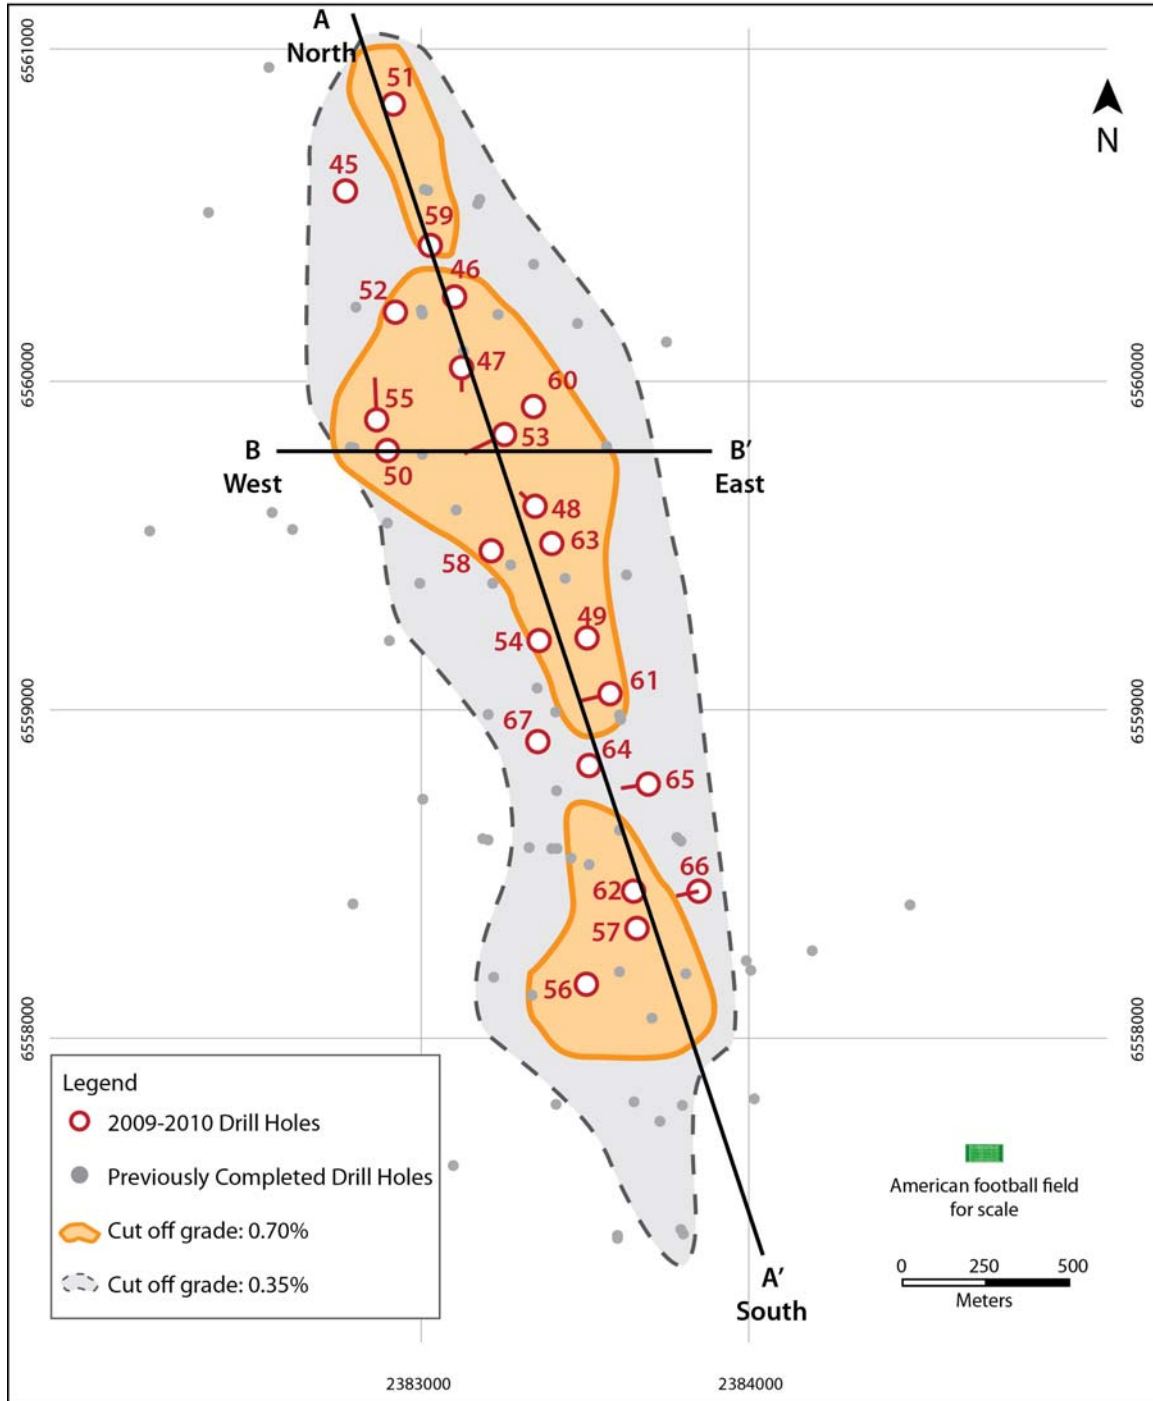 A
North
6561000
6561000
51
N
45
59
46
52
47
6560000
6560000
60
55
53
B
West
B'
East
50
48
63
58
49
54
61
6559000
6559000
67
64
65
66
62
57
56
6558000
6558000
Legend
2009-2010 Drill Holes
Previously Completed Drill Holes
Cut off grade: 0.70%
Cut off grade: 0.35%
American football field
for scale
0 250 500
Meters
A'
South
2383000
2384000